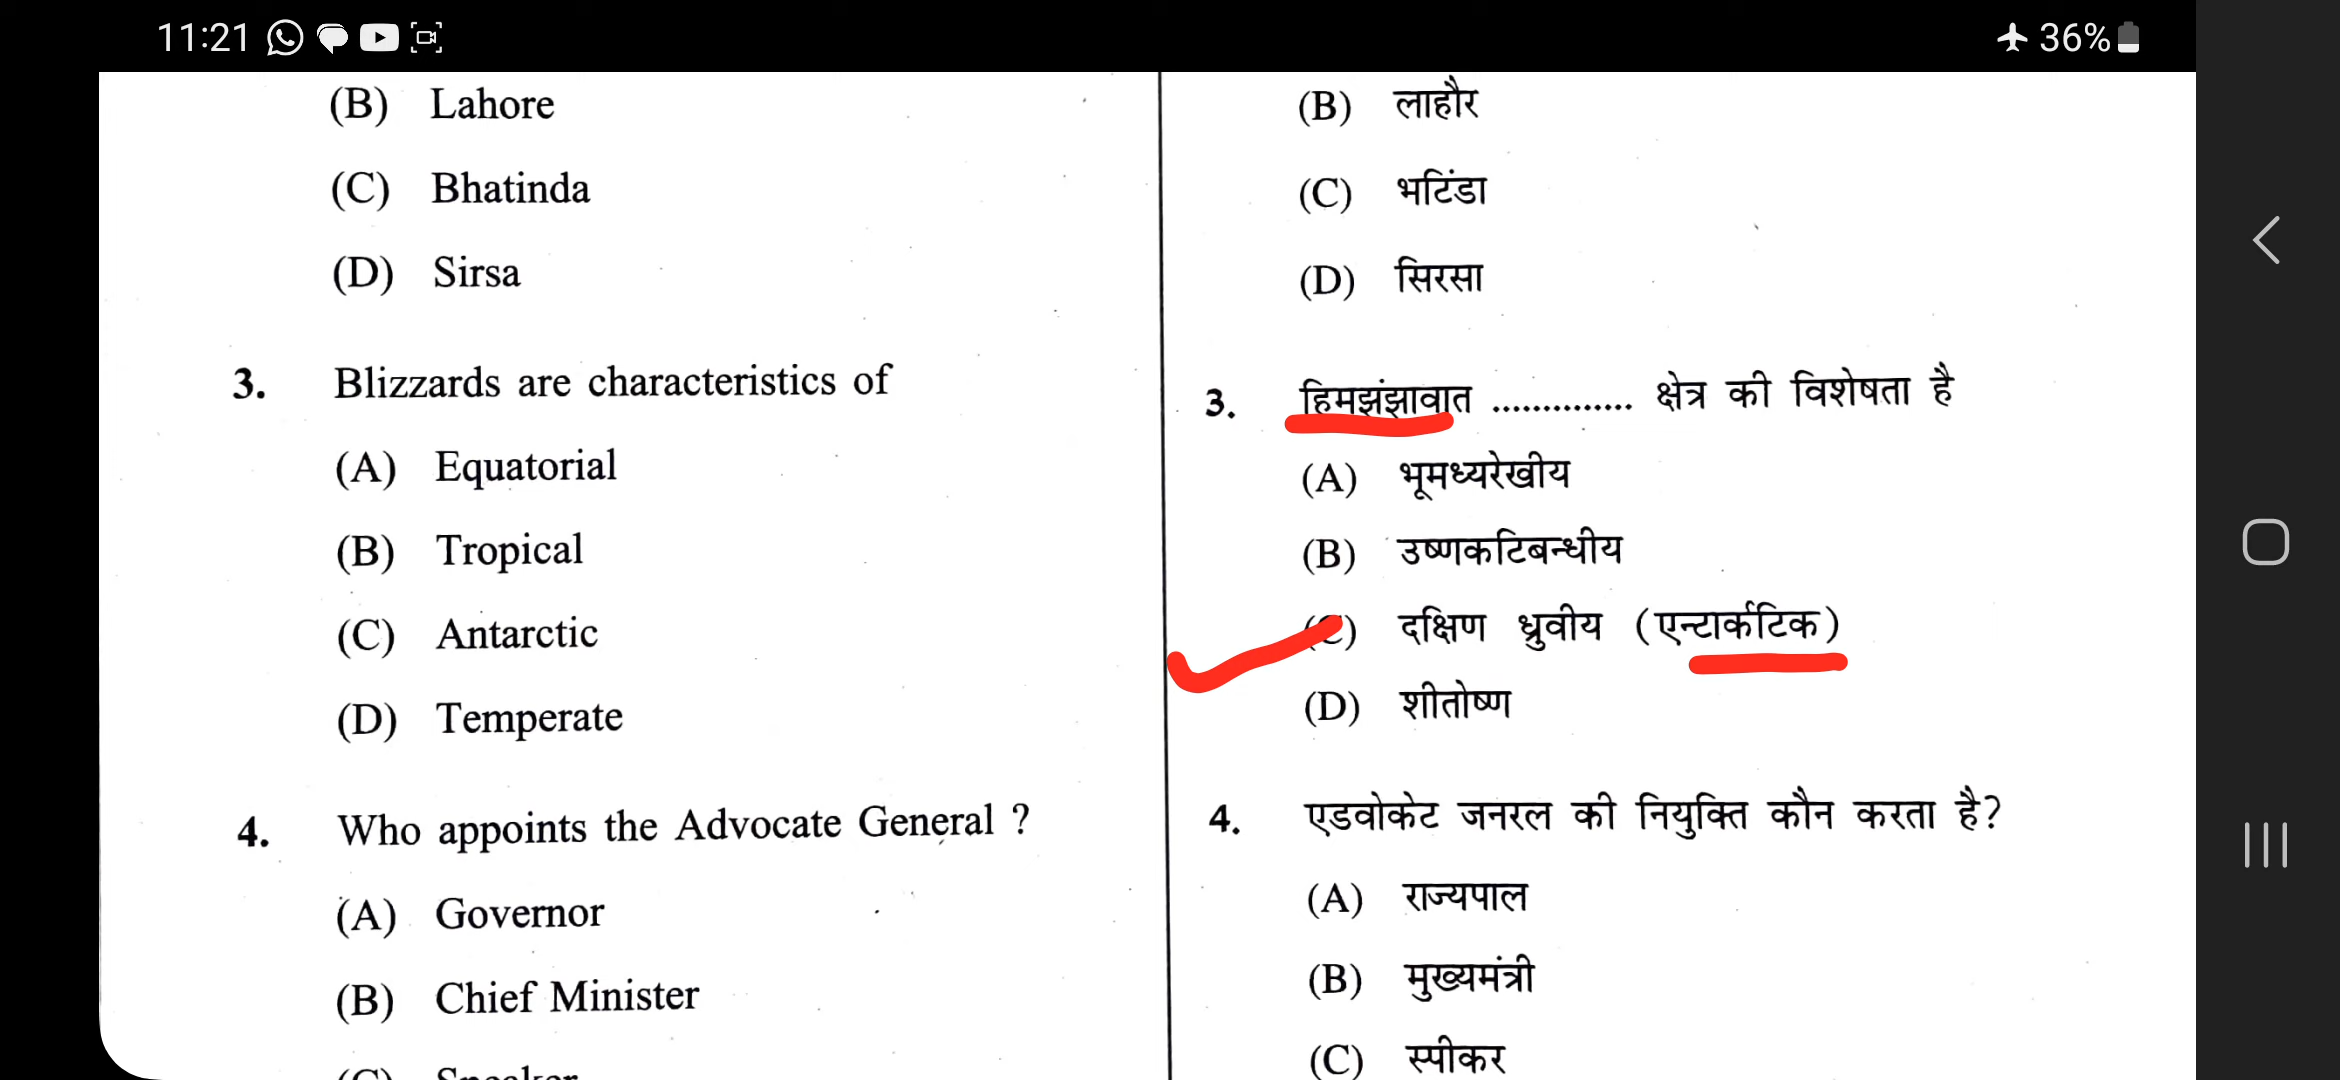 11:21
36%
(B) Lahore
(C) Bhatinda
(D) Sirsa
3. Blizzards are characteristics of
(A) Equatorial
(B) Tropical
(C) Antarctic
(D) Temperate
4. Who appoints the Advocate General ?
(A) Governor
(B) Chief Minister
(B) लाहौर
(C) भटिंडा
(D) सिरसा
3. हिमझंझावात .............. क्षेत्र की विशेषता है
(A) भूमध्यरेखीय
(B) उष्णकटिबन्धीय
(C) दक्षिण ध्रुवीय (एन्टार्कटिक)
(D) शीतोष्ण
4. एडवोकेट जनरल की नियुक्ति कौन करता है?
(A) राज्यपाल
(B) मुख्यमंत्री
(C) स्पीकर